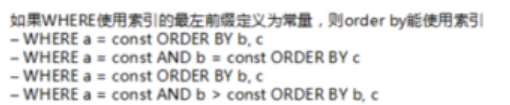 如果WHERE使用索引的最左前缀定义为常量，则order by能使用索引
– WHERE a = const ORDER BY b, c
– WHERE a = const AND b = const ORDER BY c
– WHERE a = const ORDER BY b, c
– WHERE a = const AND b > const ORDER BY b, c